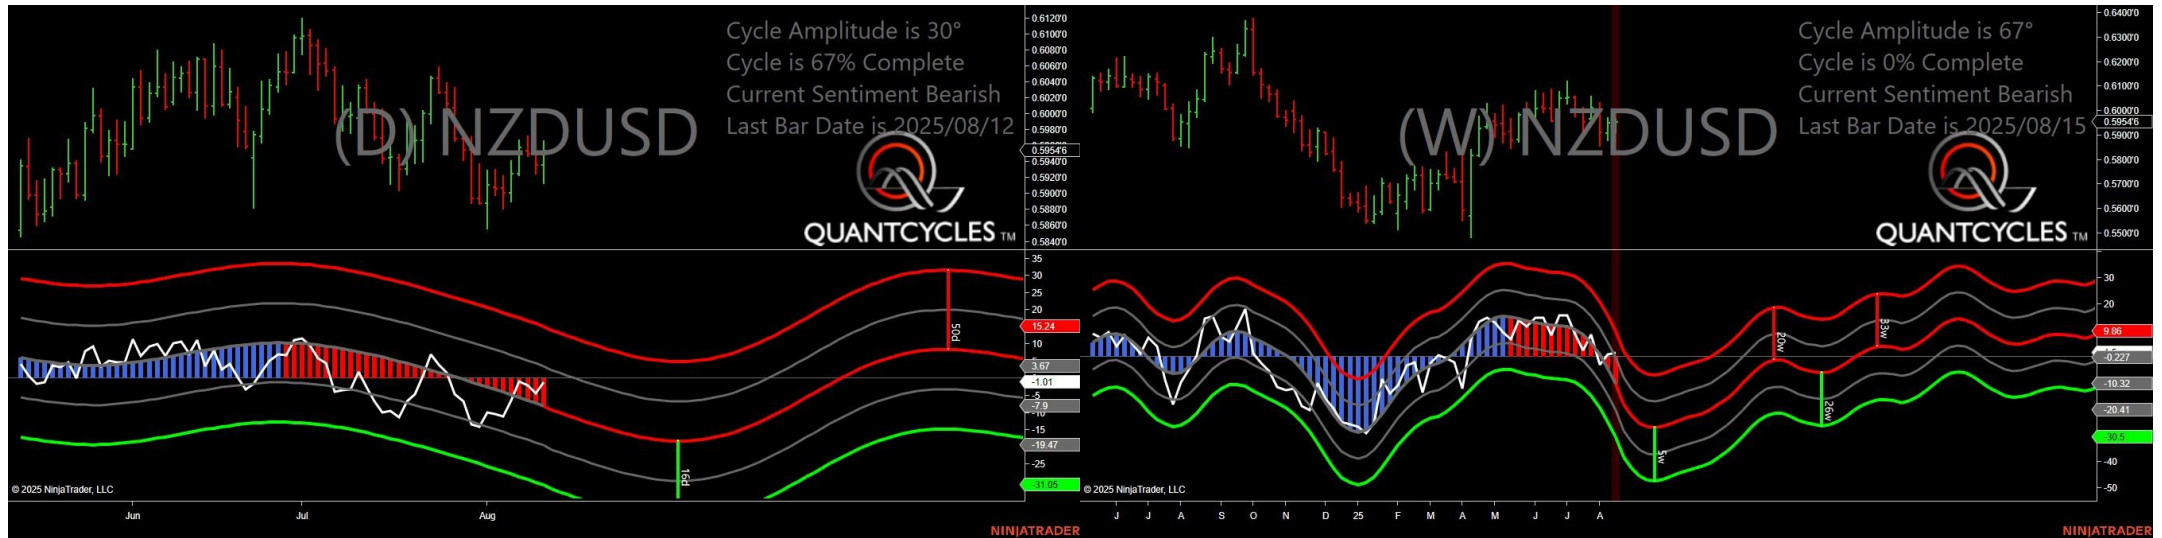 Cycle Amplitude is 30°
Cycle is 67% Complete
Current Sentiment Bearish
Last Bar Date is 2025/08/12
(D) NZDUSD
QUANTCYCLES TM
0.6120'0
0.6100'0
0.6080'0
0.6060'0
0.6040'0
0.6020'0
0.6000'0
0.5980'0
0.5954'6
0.5940'0
0.5920'0
0.5900'0
0.5880'0
0.5860'0
0.5840'0
35
30
25
20
15.24
10
5
3.67
-1.01
-5
-7.9
-10
-15
-19.47
-25
-31.05
50d
16d
© 2025 NinjaTrader, LLC
Jun
Jul
Aug
NINJATRADER
Cycle Amplitude is 67°
Cycle is 0% Complete
Current Sentiment Bearish
Last Bar Date is 2025/08/15
(W) NZDUSD
QUANTCYCLES TM
0.6400'0
0.6300'0
0.6200'0
0.6100'0
0.6000'0
0.5954'6
0.5900'0
0.5800'0
0.5700'0
0.5600'0
0.5500'0
30
20
9.86
-0.227
-10.32
-20.41
-30.5
-40
-50
5w
20w
26w
33w
© 2025 NinjaTrader, LLC
J
J
A
S
O
N
D
25
F
M
A
M
J
J
A
NINJATRADER